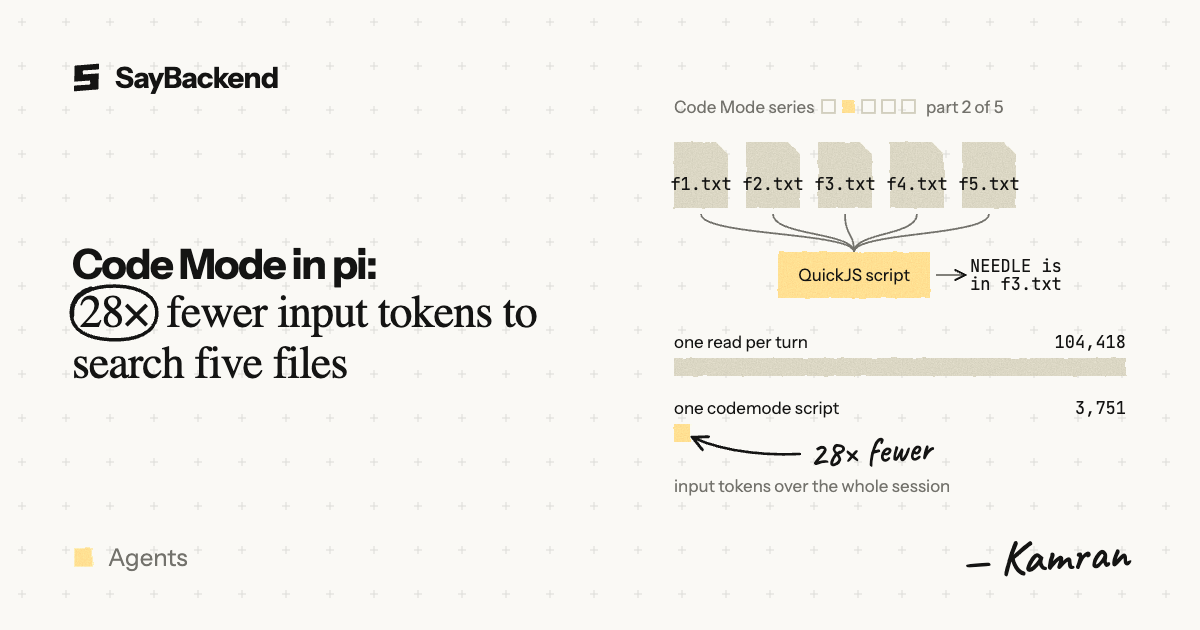 SayBackend
Code Mode in pi:
28× fewer input tokens to
search five files
Agents
Code Mode series part 2 of 5
f1.txt f2.txt f3.txt f4.txt f5.txt
QuickJS script
NEEDLE is
in f3.txt
one read per turn 104,418
one codemode script 3,751
28× fewer
input tokens over the whole session
— Kamran